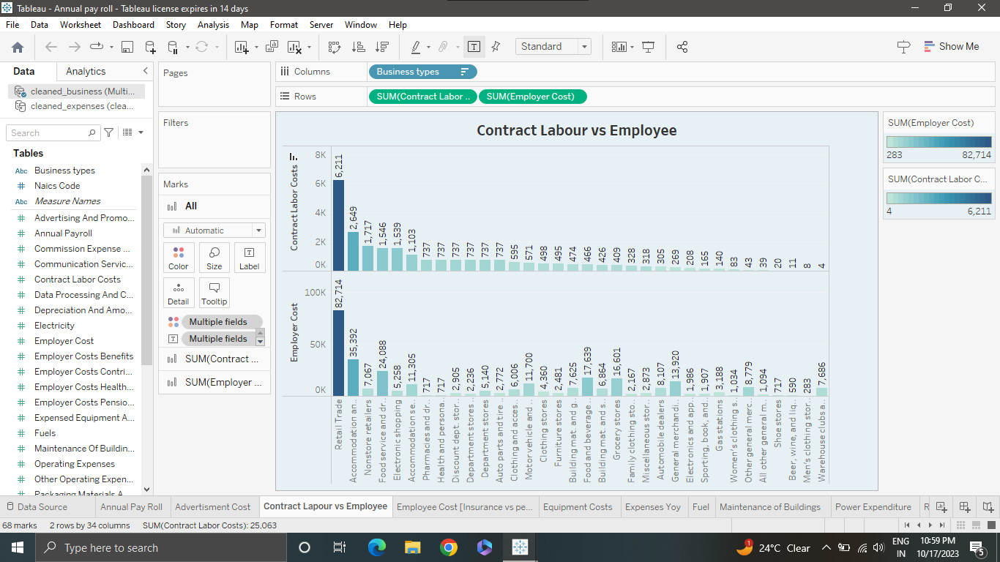 Tableau - Annual pay roll - Tableau license expires in 14 days
File Data Worksheet Dashboard Story Analysis Map Format Server Window Help
Standard
Show Me
Data Analytics
cleaned_business (Multi...
cleaned_expenses (clea...
Search
Tables
Abc Business types
# Naics Code
Abc Measure Names
# Advertising And Promo...
# Annual Payroll
# Commission Expense ...
# Communication Servic...
# Contract Labor Costs
# Data Processing And C...
# Depreciation And Amo...
# Electricity
# Employer Cost
# Employer Costs Benefits
# Employer Costs Contri...
# Employer Costs Health...
# Employer Costs Pensio...
# Expensed Equipment A...
# Fuels
# Maintenance Of Buildin...
# Operating Expenses
# Other Operating Expen...
# Packaging Materials A...
Pages
Filters
Marks
All
Automatic
Color Size Label
Detail Tooltip
Multiple fields
Multiple fields
SUM(Contract ...
SUM(Employer ...
Columns Business types
Rows SUM(Contract Labor .. SUM(Employer Cost)
Contract Labour vs Employee
Contract Labor Costs
8K
6K
4K
2K
0K
6,211 2,649 1,717 1,546 1,539 1,103 737 737 737 737 737 737 595 571 498 495 474 466 426 409 328 318 305 269 208 165 140 83 43 39 20 11 8 4
Employer Cost
100K
50K
0K
82,714 35,392 7,067 24,088 5,258 11,305 717 717 2,905 2,236 5,140 2,772 6,006 11,700 4,360 2,481 7,625 17,639 6,864 16,601 2,167 2,873 8,107 13,920 1,986 1,907 3,188 1,034 8,779 1,094 717 590 283 7,686
Retail Trade
Accommodation an..
Nonstore retailers
Food service and dr..
Electronic shopping
Accommodation se..
Pharmacies and dr..
Health and persona..
Discount dept. stor..
Department stores ..
Department stores
Auto parts and tire ..
Clothing and acces..
Motor vehicle and ..
Clothing stores
Furniture stores
Building mat. and g..
Food and beverage ..
Building mat. and s..
Grocery stores
Family clothing sto..
Miscellaneous stor..
Automobile dealers
General merchandi..
Electronics and app..
Sporting, book, and..
Gas stations
Women's clothing s..
Other general merc..
All other general m..
Shoe stores
Beer, wine, and liq..
Men's clothing stor..
Warehouse clubs a..
SUM(Employer Cost)
283 82,714
SUM(Contract Labor C...
4 6,211
Data Source Annual Pay Roll Advertisment Cost Contract Lapour vs Employee Employee Cost [Insurance vs pe... Equipment Costs Expenses Yoy Fuel Maintenance of Buildings Power Expenditure R
68 marks 2 rows by 34 columns SUM(Contract Labor Costs): 25,063
Type here to search
1 24°C Clear ENG 10:59 PM
IN 10/17/2023 5